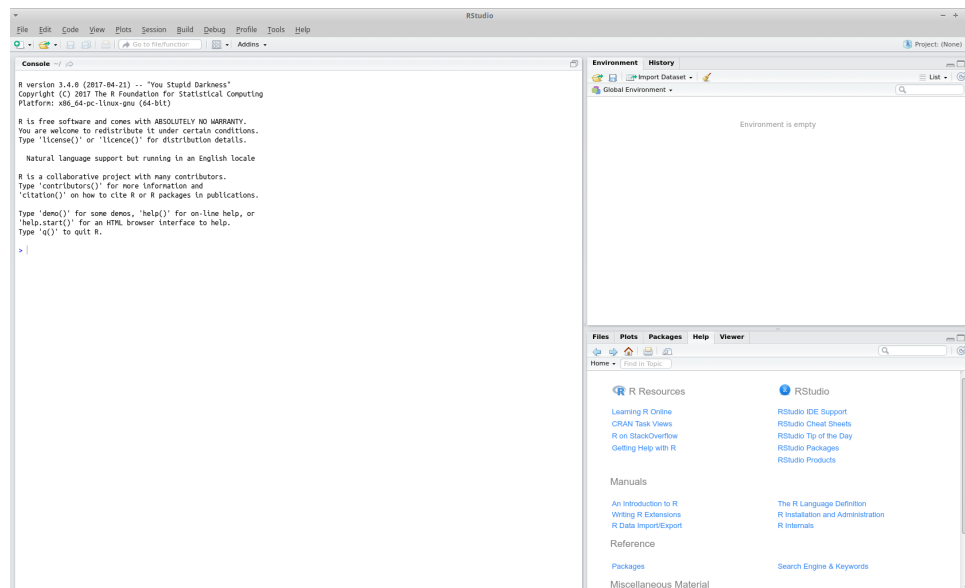 RStudio
File Edit Code View Plots Session Build Debug Profile Tools Help
Go to file/function Addins Project: (None)
Console ~/
R version 3.4.0 (2017-04-21) -- "You Stupid Darkness"
Copyright (C) 2017 The R Foundation for Statistical Computing
Platform: x86_64-pc-linux-gnu (64-bit)
R is free software and comes with ABSOLUTELY NO WARRANTY.
You are welcome to redistribute it under certain conditions.
Type 'license()' or 'licence()' for distribution details.
Natural language support but running in an English locale
R is a collaborative project with many contributors.
Type 'contributors()' for more information and
'citation()' on how to cite R or R packages in publications.
Type 'demo()' for some demos, 'help()' for on-line help, or
'help.start()' for an HTML browser interface to help.
Type 'q()' to quit R.
>
Environment History
Import Dataset List
Global Environment
Environment is empty
Files Plots Packages Help Viewer
Home Find in Topic
R Resources RStudio
Learning R Online RStudio IDE Support
CRAN Task Views RStudio Cheat Sheets
R on StackOverflow RStudio Tip of the Day
Getting Help with R RStudio Packages
RStudio Products
Manuals
An Introduction to R The R Language Definition
Writing R Extensions R Installation and Administration
R Data Import/Export R Internals
Reference
Packages Search Engine & Keywords
Miscellaneous Material